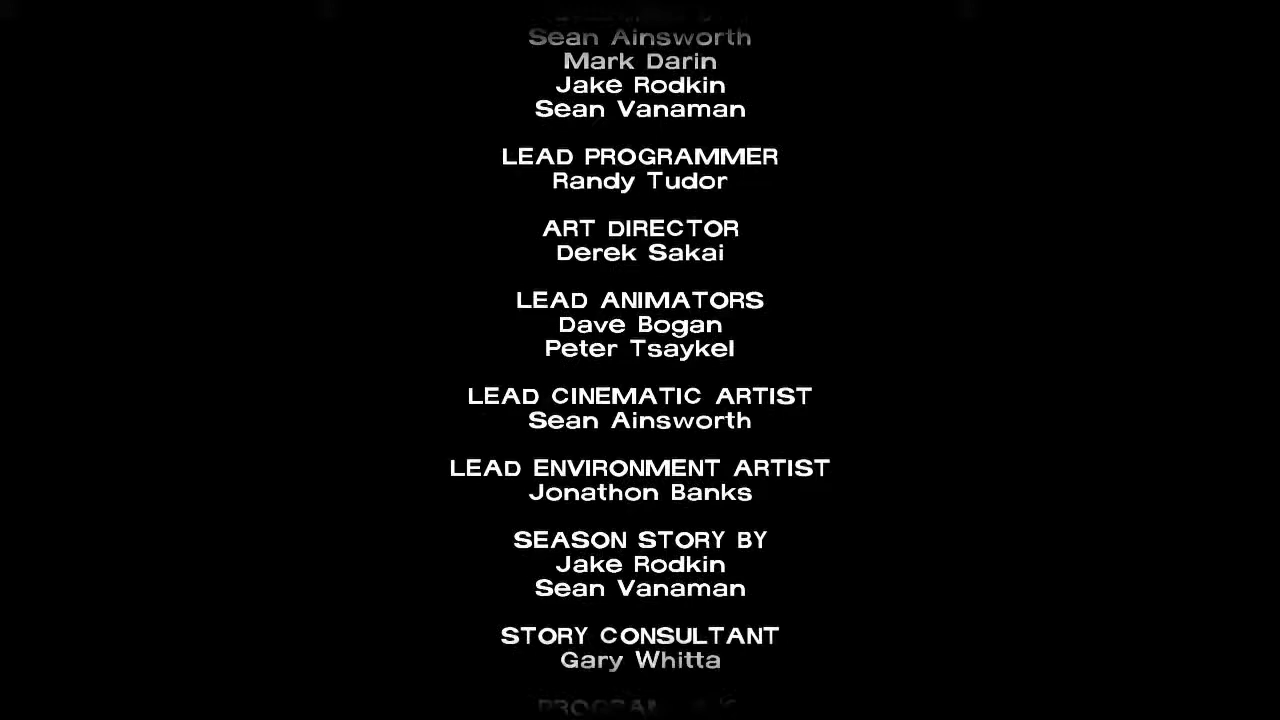 Sean Ainsworth
Mark Darin
Jake Rodkin
Sean Vanaman
LEAD PROGRAMMER
Randy Tudor
ART DIRECTOR
Derek Sakai
LEAD ANIMATORS
Dave Bogan
Peter Tsaykel
LEAD CINEMATIC ARTIST
Sean Ainsworth
LEAD ENVIRONMENT ARTIST
Jonathon Banks
SEASON STORY BY
Jake Rodkin
Sean Vanaman
STORY CONSULTANT
Gary Whitta